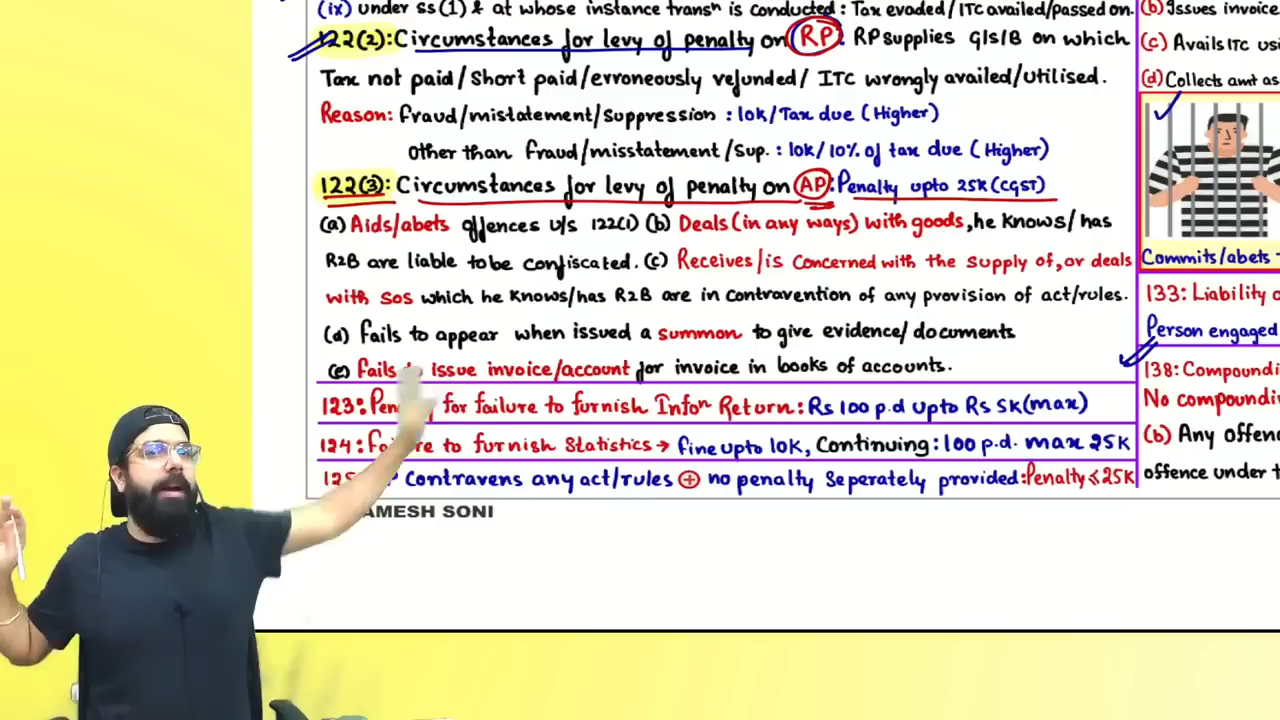 (ix) under ss(1) & at whose instance transⁿ is conducted : Tax evaded/ITC availed/passed on.
122(2): Circumstances for levy of penalty on RP : RP supplies G/S/B on which
Tax not paid/short paid/erroneously refunded/ ITC wrongly availed/utilised.
Reason: fraud/mistatement/suppression : 10K/Tax due (Higher)
Other than fraud/misstatement/sup. : 10K/10% of tax due (Higher)
122(3): Circumstances for levy of penalty on AP: Penalty upto 25K (CGST)
(a) Aids/abets offences u/s 122(1) (b) Deals (in any ways) with goods, he knows/has
R2B are liable to be confiscated. (c) Receives/is concerned with the supply of, or deals
with sos which he knows/has R2B are in contravention of any provision of act/rules.
(d) fails to appear when issued a summon to give evidence/documents
(e) fails to issue invoice/account for invoice in books of accounts.
123: for failure to furnish Infoⁿ Return: Rs 100 p.d upto Rs 5K(max)
124: to furnish Statistics → fine upto 10K, Continuing: 100 p.d. max 25K
Contravens any act/rules ⊕ no penalty seperately provided: Penalty ≤ 25K
AMESH SONI
(b) Issues invoice
(c) Avails ITC
(d) Collects amt as
Commits/abets
133: Liability
Person engaged
138:
No compound
(b) Any offen
offence under t